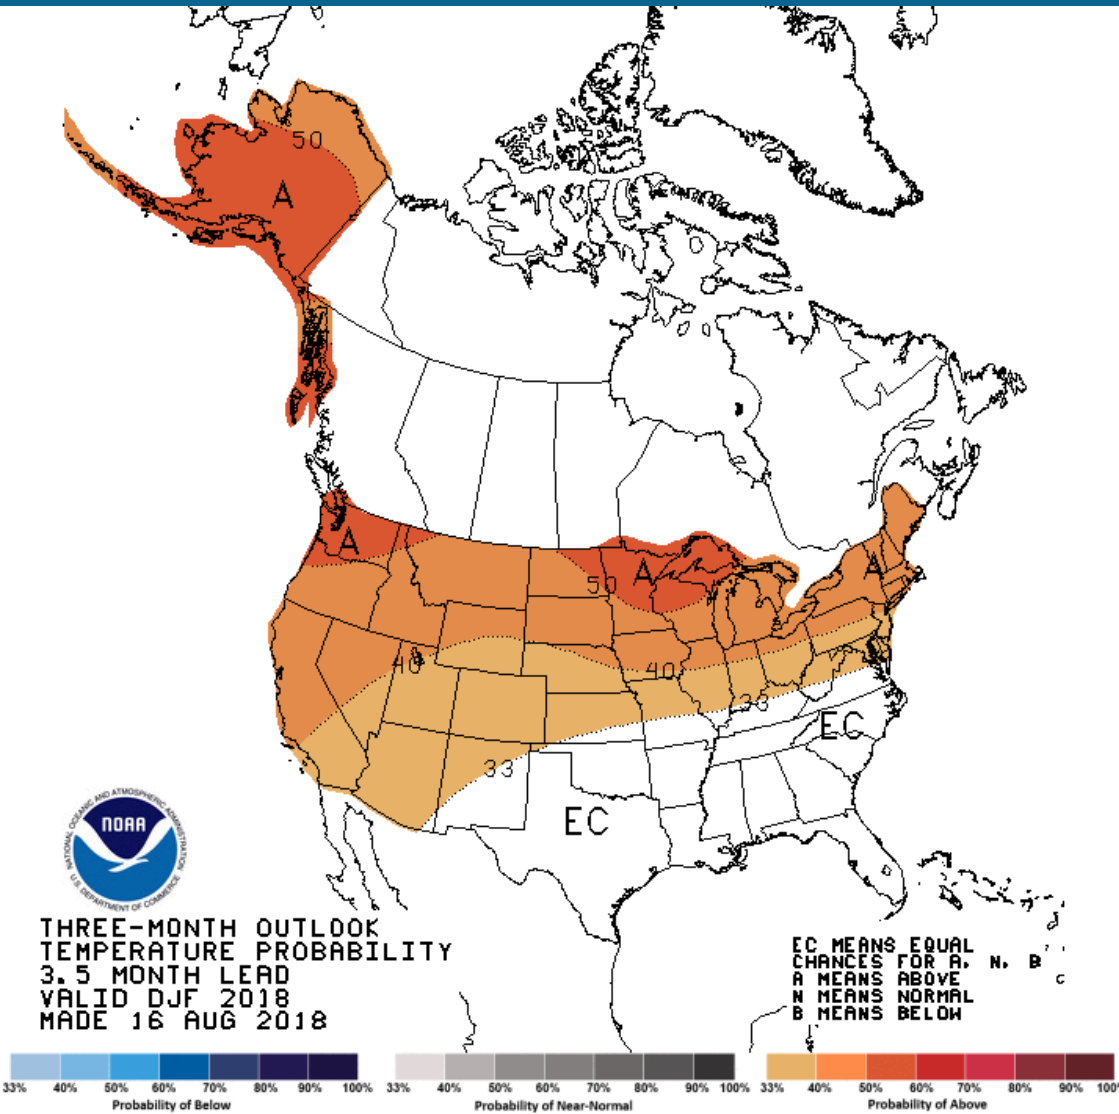 50
A
A
50
A
A
40
40
33
EC
33
EC
NATIONAL OCEANIC AND ATMOSPHERIC ADMINISTRATION
NOAA
U.S. DEPARTMENT OF COMMERCE
THREE-MONTH OUTLOOK
TEMPERATURE PROBABILITY
3.5 MONTH LEAD
VALID DJF 2018
MADE 16 AUG 2018
EC MEANS EQUAL
CHANCES FOR A, N, B
A MEANS ABOVE
N MEANS NORMAL
B MEANS BELOW
33% 40% 50% 60% 70% 80% 90% 100%
Probability of Below
33% 40% 50% 60% 70% 80% 90% 100%
Probability of Near-Normal
33% 40% 50% 60% 70% 80% 90%
Probability of Above